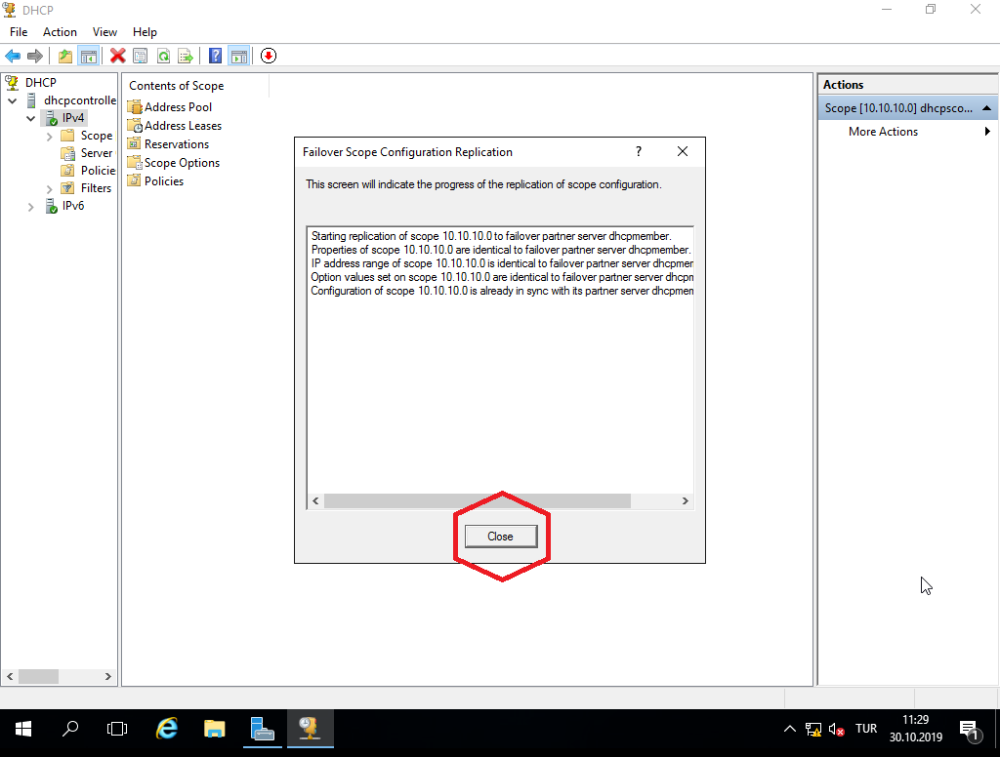 DHCP
File Action View Help
DHCP
dhcpcontrolle
IPv4
Scope
Server
Policie
Filters
IPv6
Contents of Scope
Address Pool
Address Leases
Reservations
Scope Options
Policies
Failover Scope Configuration Replication
?
This screen will indicate the progress of the replication of scope configuration.
Starting replication of scope 10.10.10.0 to failover partner server dhcpmember.
Properties of scope 10.10.10.0 are identical to failover partner server dhcpmember.
IP address range of scope 10.10.10.0 is identical to failover partner server dhcpmem
Option values set on scope 10.10.10.0 are identical to failover partner server dhcpm
Configuration of scope 10.10.10.0 is already in sync with its partner server dhcpmem
Close
Actions
Scope [10.10.10.0] dhcpsco...
More Actions
TUR
11:29
30.10.2019
1